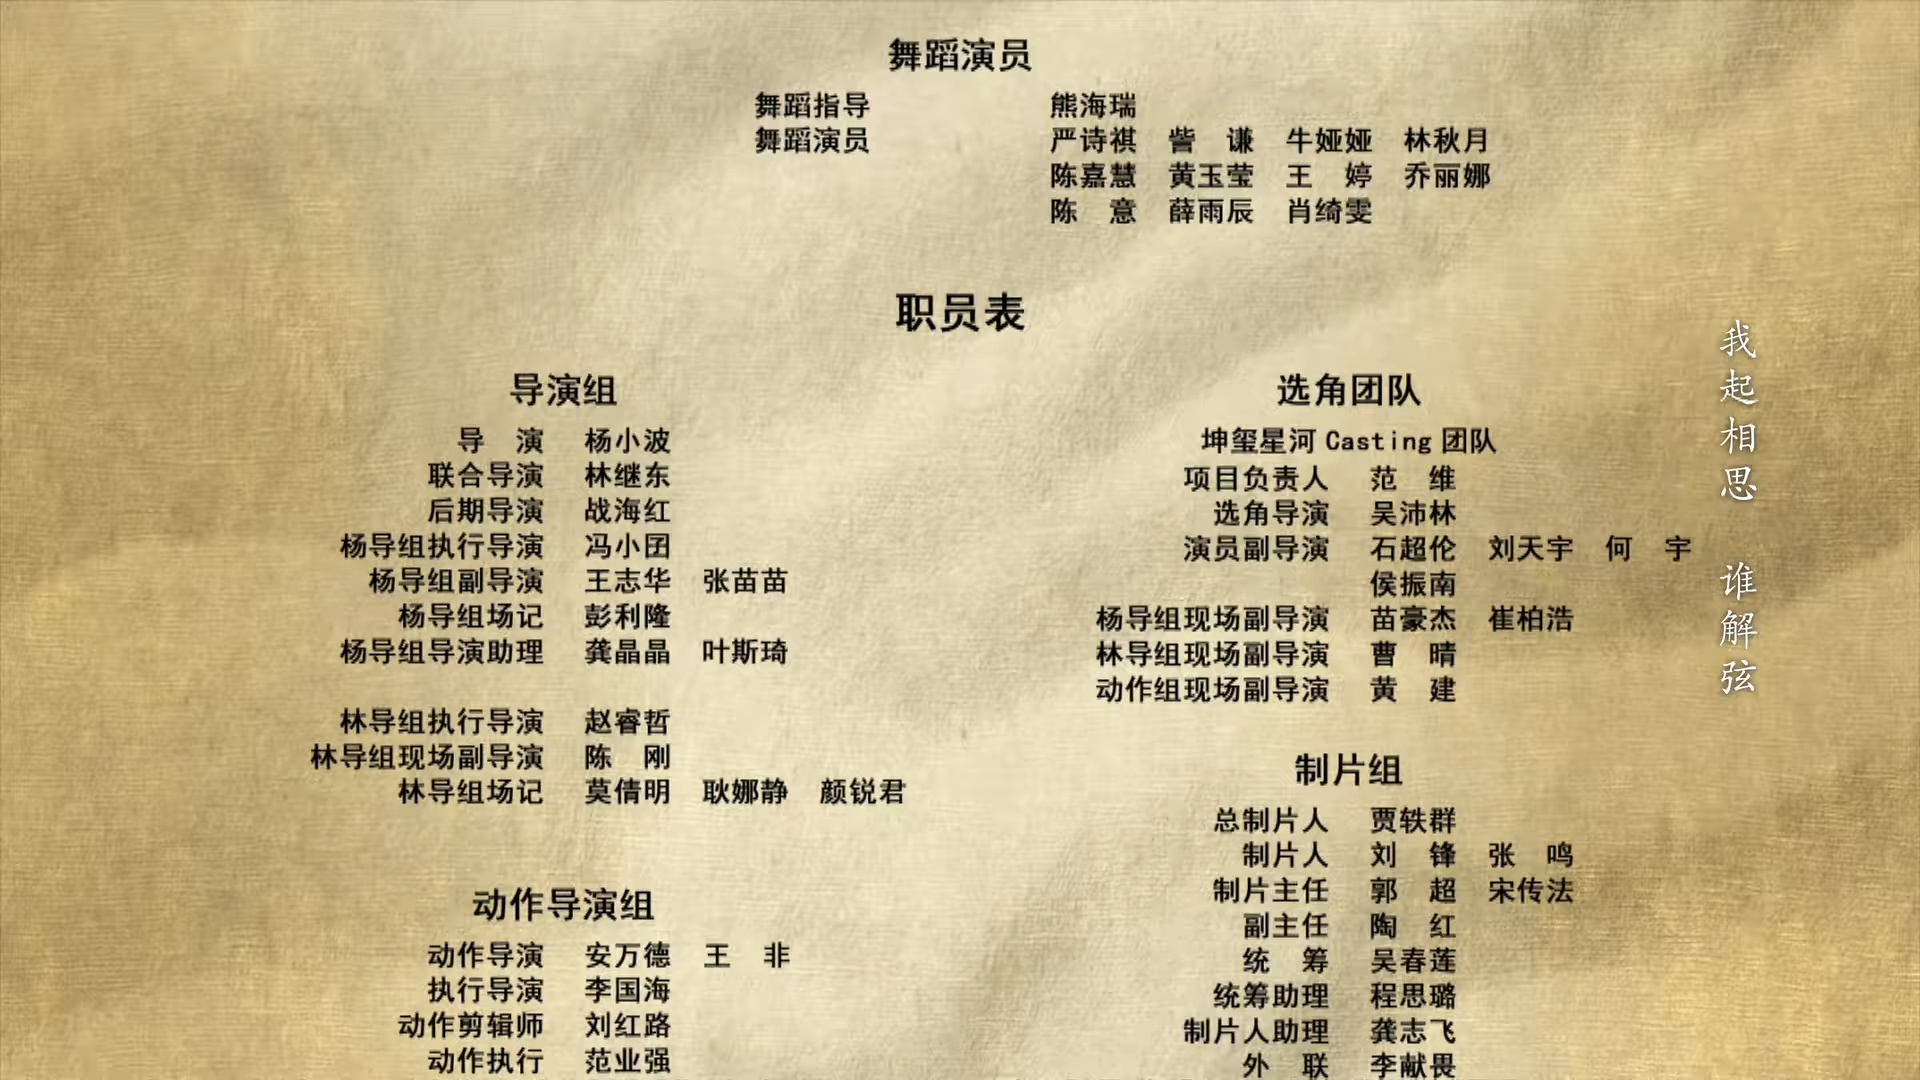 舞蹈演员
舞蹈指导 熊海瑞
舞蹈演员 严诗祺 訾 谦 牛娅娅 林秋月
陈嘉慧 黄玉莹 王 婷 乔丽娜
陈 意 薛雨辰 肖绮雯
职员表
导演组
导 演 杨小波
联合导演 林继东
后期导演 战海红
杨导组执行导演 冯小团
杨导组副导演 王志华 张苗苗
杨导组场记 彭利隆
杨导组导演助理 龚晶晶 叶斯琦
林导组执行导演 赵睿哲
林导组现场副导演 陈 刚
林导组场记 莫倩明 耿娜静 颜锐君
动作导演组
动作导演 安万德 王 非
执行导演 李国海
动作剪辑师 刘红路
动作执行 范业强
选角团队
坤玺星河Casting团队
项目负责人 范 维
选角导演 吴沛林
演员副导演 石超伦 刘天宇 何 宇
侯振南
杨导组现场副导演 苗豪杰 崔柏浩
林导组现场副导演 曹 晴
动作组现场副导演 黄 建
制片组
总制片人 贾轶群
制片人 刘 锋 张 鸣
制片主任 郭 超 宋传法
副主任 陶 红
统 筹 吴春莲
统筹助理 程思璐
制片人助理 龚志飞
外 联 李献畏
我起相思 谁解弦